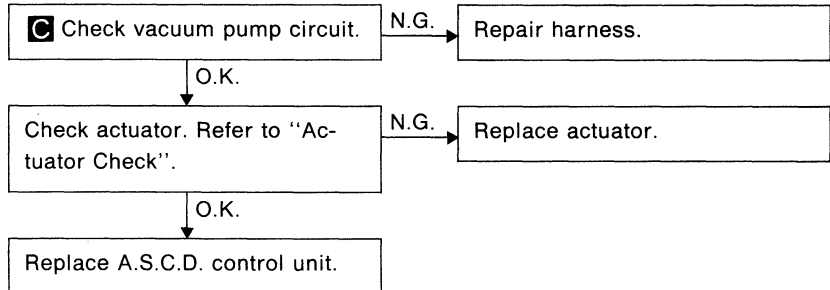 C Check vacuum pump circuit.
N.G.
Repair harness.
O.K.
Check actuator. Refer to "Ac-
tuator Check".
N.G.
Replace actuator.
O.K.
Replace A.S.C.D. control unit.